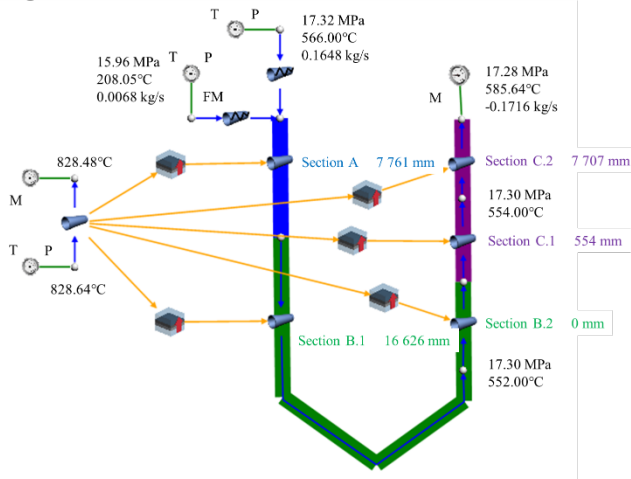 T P
17.32 MPa
566.00°C
0.1648 kg/s
15.96 MPa
208.05°C
0.0068 kg/s
T P
FM
17.28 MPa
585.64°C
-0.1716 kg/s
M
828.48°C
M
T P
828.64°C
Section A 7 761 mm
Section C.2 7 707 mm
17.30 MPa
554.00°C
Section C.1 554 mm
Section B.1 16 626 mm
Section B.2 0 mm
17.30 MPa
552.00°C